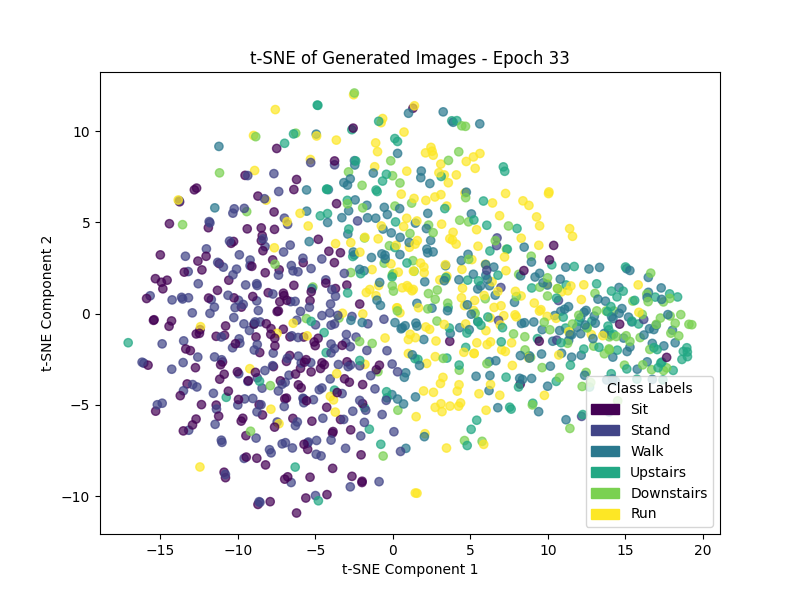 t-SNE of Generated Images - Epoch 33
t-SNE Component 2
10
5
0
−5
−10
Class Labels
Sit
Stand
Walk
Upstairs
Downstairs
Run
−15
−10
−5
0
5
10
15
20
t-SNE Component 1